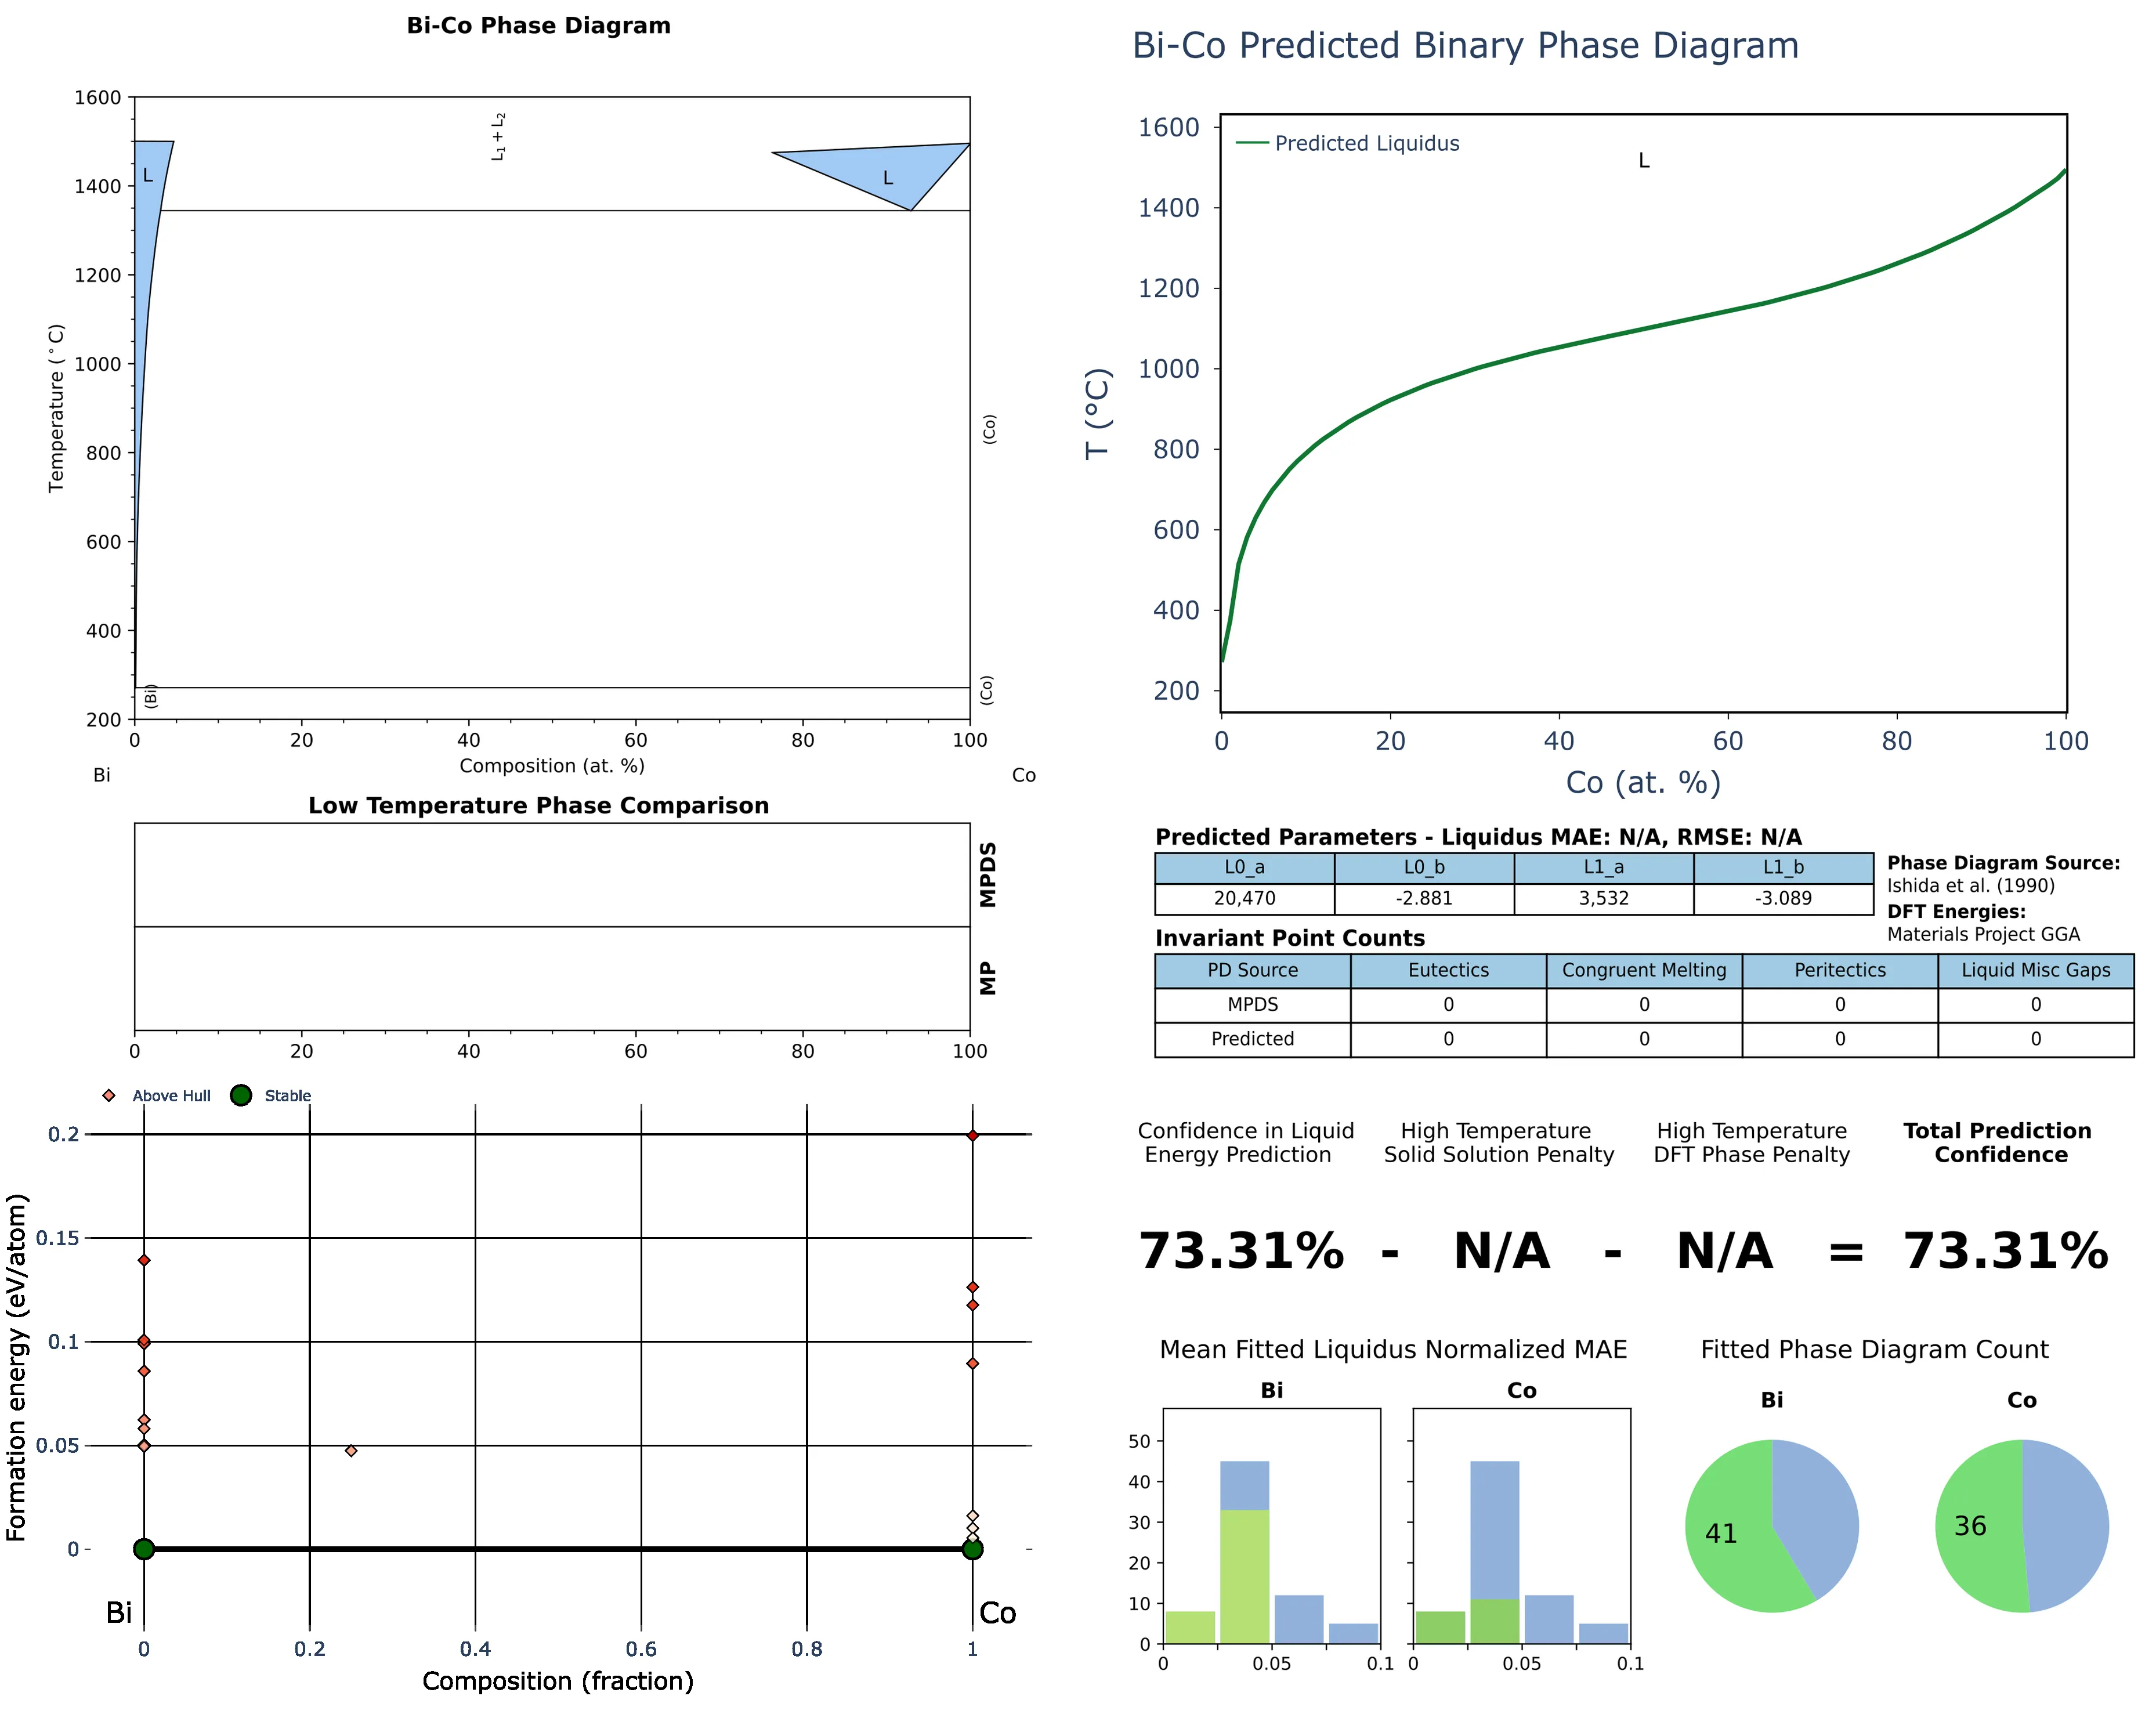 Bi-Co Phase Diagram
1600
1400
1200
1000
800
600
400
200
Temperature (°C)
L₁ + L₂
L
L
(Co)
(Bi)
(Co)
0 20 40 60 80 100
Composition (at. %)
Bi Co
Low Temperature Phase Comparison
MPDS
MP
0 20 40 60 80 100
Above Hull Stable
0.2
0.15
0.1
0.05
0
Formation energy (eV/atom)
Bi Co
0 0.2 0.4 0.6 0.8 1
Composition (fraction)
Bi-Co Predicted Binary Phase Diagram
1600
1400
1200
1000
800
600
400
200
T (°C)
Predicted Liquidus
L
0 20 40 60 80 100
Co (at. %)
Predicted Parameters - Liquidus MAE: N/A, RMSE: N/A
L0_a L0_b L1_a L1_b
20,470 -2.881 3,532 -3.089
Phase Diagram Source:
Ishida et al. (1990)
DFT Energies:
Materials Project GGA
Invariant Point Counts
PD Source Eutectics Congruent Melting Peritectics Liquid Misc Gaps
MPDS 0 0 0 0
Predicted 0 0 0 0
Confidence in Liquid
Energy Prediction
High Temperature
Solid Solution Penalty
High Temperature
DFT Phase Penalty
Total Prediction
Confidence
73.31% - N/A - N/A = 73.31%
Mean Fitted Liquidus Normalized MAE
Bi Co
50
40
30
20
10
0
0 0.05 0.1 0 0.05 0.1
Fitted Phase Diagram Count
Bi Co
41 36